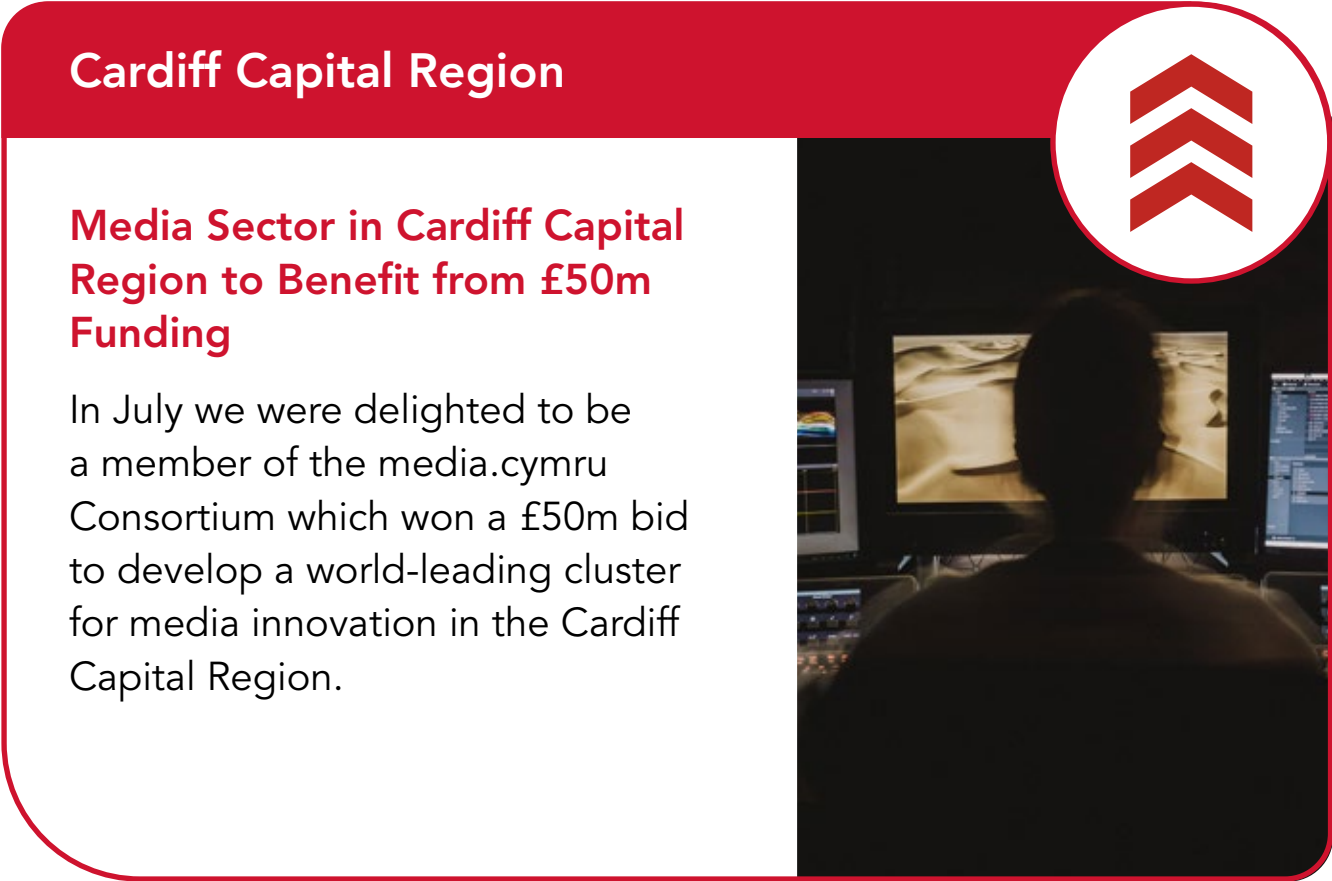 Cardiff Capital Region
Media Sector in Cardiff Capital
Region to Benefit from £50m
Funding
In July we were delighted to be
a member of the media.cymru
Consortium which won a £50m bid
to develop a world-leading cluster
for media innovation in the Cardiff
Capital Region.